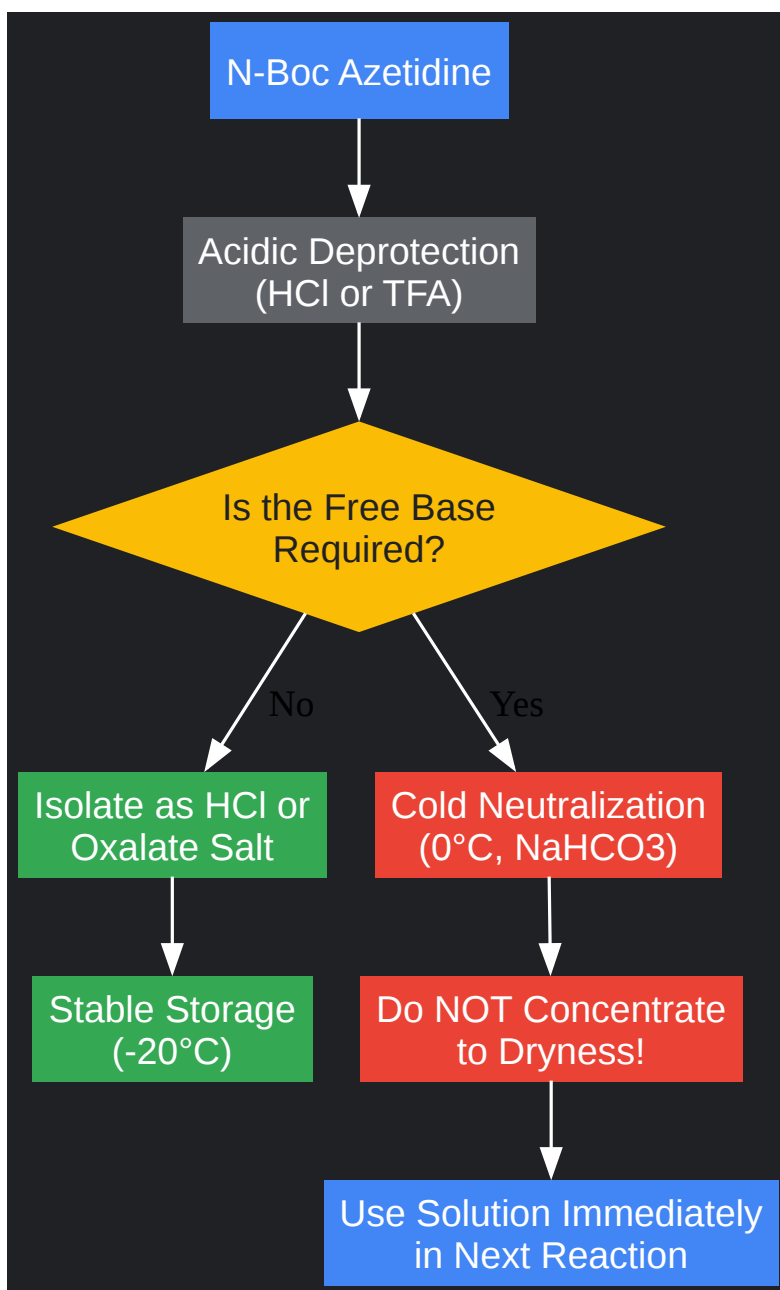 N-Boc Azetidine
Acidic Deprotection
(HCl or TFA)
Is the Free Base
Required?
No
Yes
Isolate as HCl or
Oxalate Salt
Cold Neutralization
(0°C, NaHCO3)
Stable Storage
(-20°C)
Do NOT Concentrate
to Dryness!
Use Solution Immediately
in Next Reaction